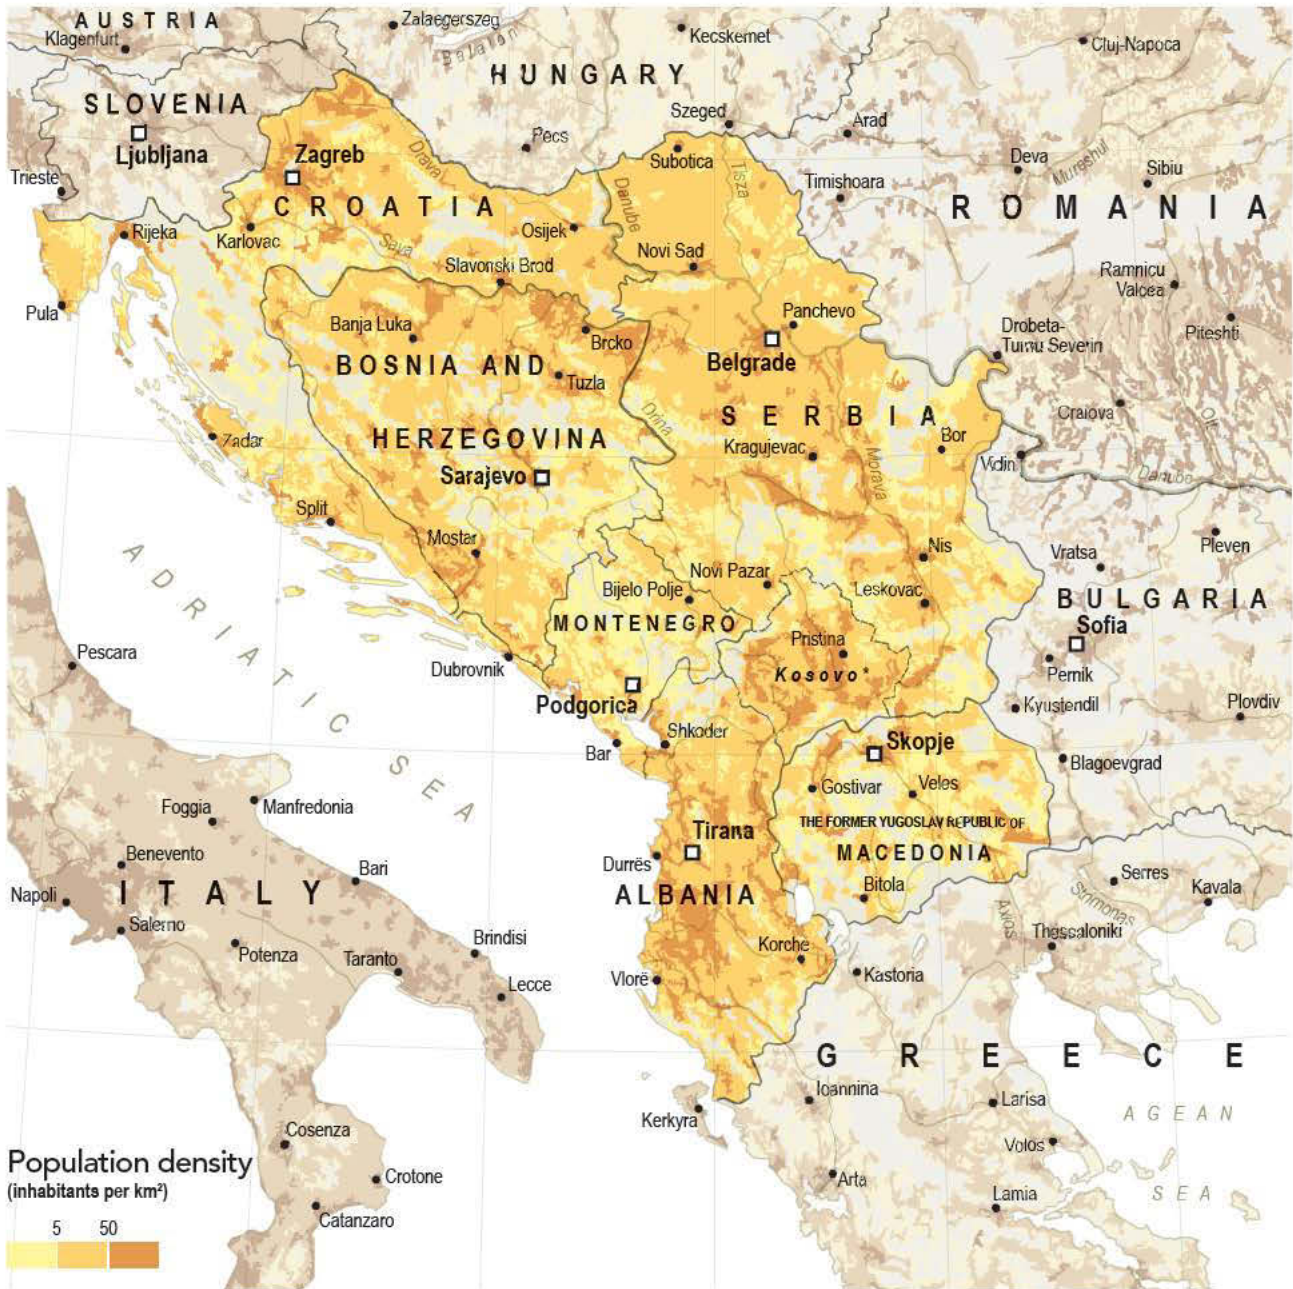 AUSTRIA
Klagenfurt
Zalaegerszeg
Balaton
Kecskemet
Cluj-Napoca
HUNGARY
SLOVENIA
Ljubljana
Szeged
Arad
Pecs
Zagreb
Drava
Subotica
Tisza
Deva
Mureshul
Sibiu
Trieste
Timishoara
Danube
CROATIA
ROMANIA
Rijeka
Karlovac
Sava
Osijek
Novi Sad
Slavonski Brod
Ramnicu
Valcea
Pula
Banja Luka
Brcko
Panchevo
Drobeta-
Turnu Severin
Piteshti
BOSNIA AND
Tuzla
Belgrade
Craiova
Olt
Drina
SERBIA
Zadar
HERZEGOVINA
Kragujevac
Bor
Morava
Vidin
Danube
Sarajevo
Split
Mostar
Nis
Vratsa
Pleven
ADRIATIC SEA
Bijelo Polje
Novi Pazar
Leskovac
BULGARIA
MONTENEGRO
Sofia
Pristina
Kosovo*
Pernik
Pescara
Dubrovnik
Podgorica
Kyustendil
Plovdiv
Shkoder
Skopje
Bar
Blagoevgrad
Gostivar
Veles
Foggia
Manfredonia
THE FORMER YUGOSLAV REPUBLIC OF
MACEDONIA
Tirana
Durrës
Benevento
Bari
Napoli
ITALY
ALBANIA
Bitola
Serres
Strimonas
Kavala
Axios
Salerno
Thessaloniki
Potenza
Taranto
Brindisi
Korche
Lecce
Vlorë
Kastoria
GREECE
Ioannina
Larisa
AGEAN
SEA
Kerkyra
Cosenza
Volos
Arta
Lamia
Crotone
Catanzaro
Population density
(inhabitants per km²)
5 50